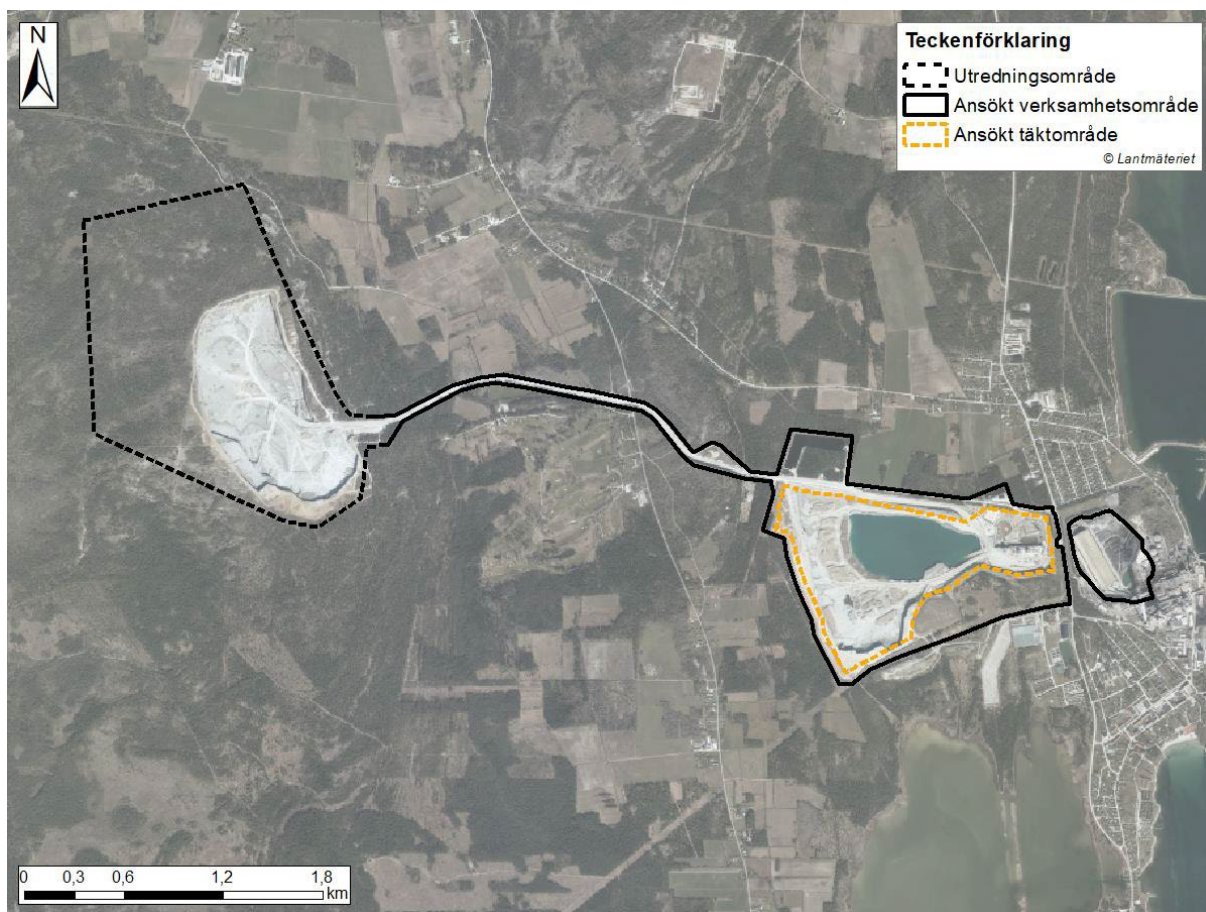 N
Teckenförklaring
Utredningsområde
Ansökt verksamhetsområde
Ansökt täktområde
© Lantmäteriet
0 0,3 0,6 1,2 1,8
km